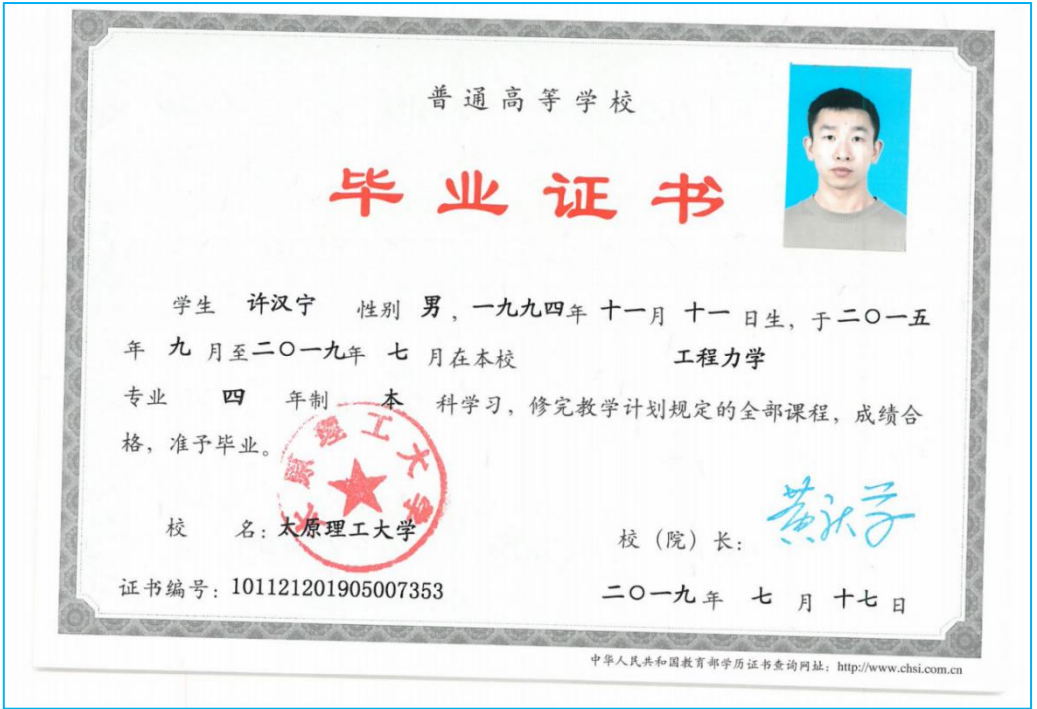 普通高等学校
毕业证书
学生 许汉宁 性别 男，一九九四年 十一月 十一 日生，于二〇一五
年 九 月至二〇一九年 七 月在本校 工程力学
专业 四 年制 本 科学习，修完教学计划规定的全部课程，成绩合
格，准予毕业。
太原理工大学
校 名：太原理工大学
校（院）长：
证书编号：101121201905007353
二〇一九年 七 月 十七 日
中华人民共和国教育部学历证书查询网址：http://www.chsi.com.cn